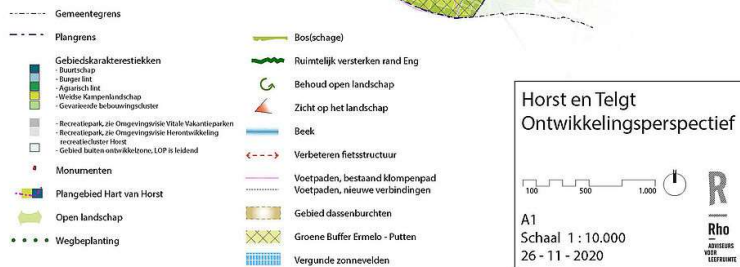 Gemeentegrens
Plangrens
Gebiedskarakterestiekken
- Buurtschap
- Burger lint
- Agrarisch lint
- Weidse Kampenlandschap
- Gevarieerde bebouwingscluster
- Recreatiepark, zie Omgevingsvisie Vitale Vakantieparken
- Recreatiepark, zie Omgevingsvisie Herontwikkeling
recreatiecluster Horst
- Gebied buiten ontwikkelzone, LOP is leidend
Monumenten
Plangebied Hart van Horst
Open landschap
Wegbeplanting
Bos(schage)
Ruimtelijk versterken rand Eng
Behoud open landschap
Zicht op het landschap
Beek
Verbeteren fietsstructuur
Voetpaden, bestaand klompenpad
Voetpaden, nieuwe verbindingen
Gebied dassenburchten
Groene Buffer Ermelo - Putten
Vergunde zonnevelden
Horst en Telgt
Ontwikkelingsperspectief
100 500 1.000
A1
Schaal 1 : 10.000
26 - 11 - 2020
R
Rho
ADVISEURS
VOOR
LEEFRUIMTE